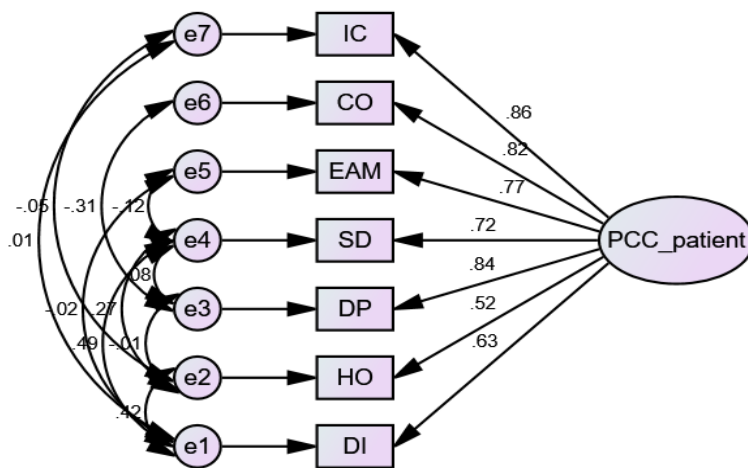 e7 IC
.86
e6 CO
.82
e5 EAM
.77
-.05 -.31 -.12
.01
e4 SD .72 PCC_patient
.08
.84
e3 DP
-.02 .27
.52
.49 -.01
.63
e2 HO
.42
e1 DI